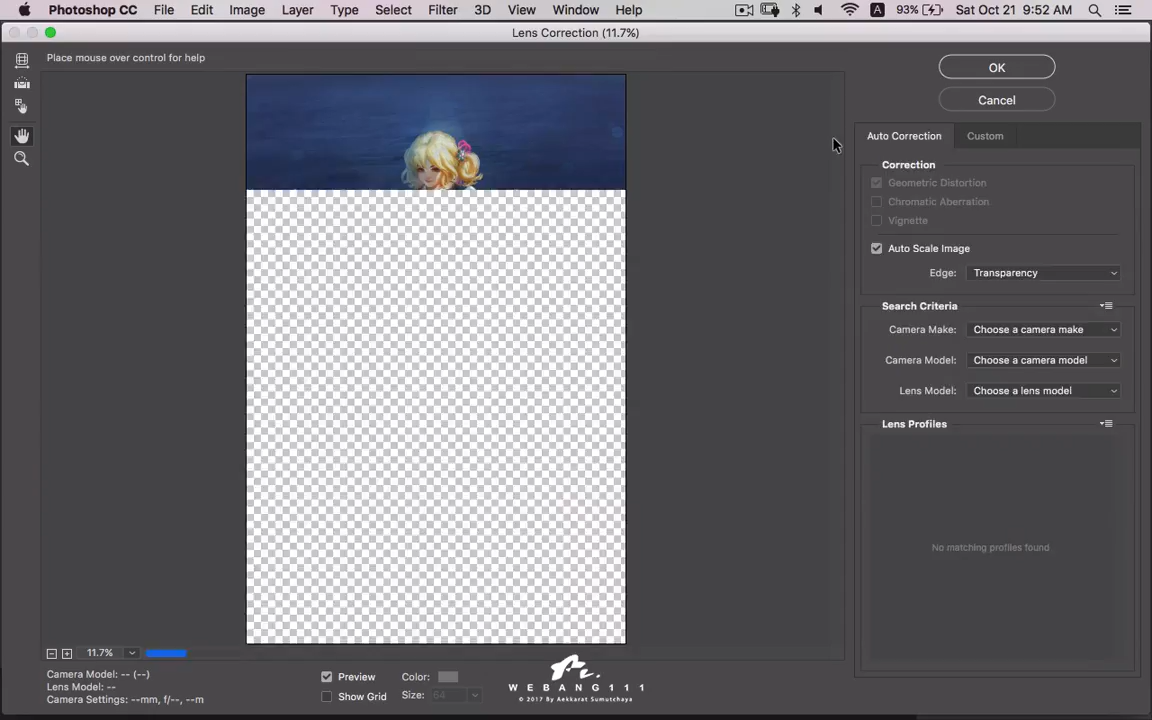 Photoshop CC File Edit Image Layer Type Select Filter 3D View Window Help A 93% Sat Oct 21 9:52 AM
Lens Correction (11.7%)
Place mouse over control for help
OK
Cancel
Auto Correction Custom
Correction
Geometric Distortion
Chromatic Aberration
Vignette
Auto Scale Image
Edge: Transparency
Search Criteria
Camera Make: Choose a camera make
Camera Model: Choose a camera model
Lens Model: Choose a lens model
Lens Profiles
No matching profiles found
11.7%
Camera Model: -- (--)
Lens Model: --
Camera Settings: --mm, f/--, --m
Preview Color:
Show Grid Size: 64
WEBANG111
© 2017 By Aekkarat Sumutchaya